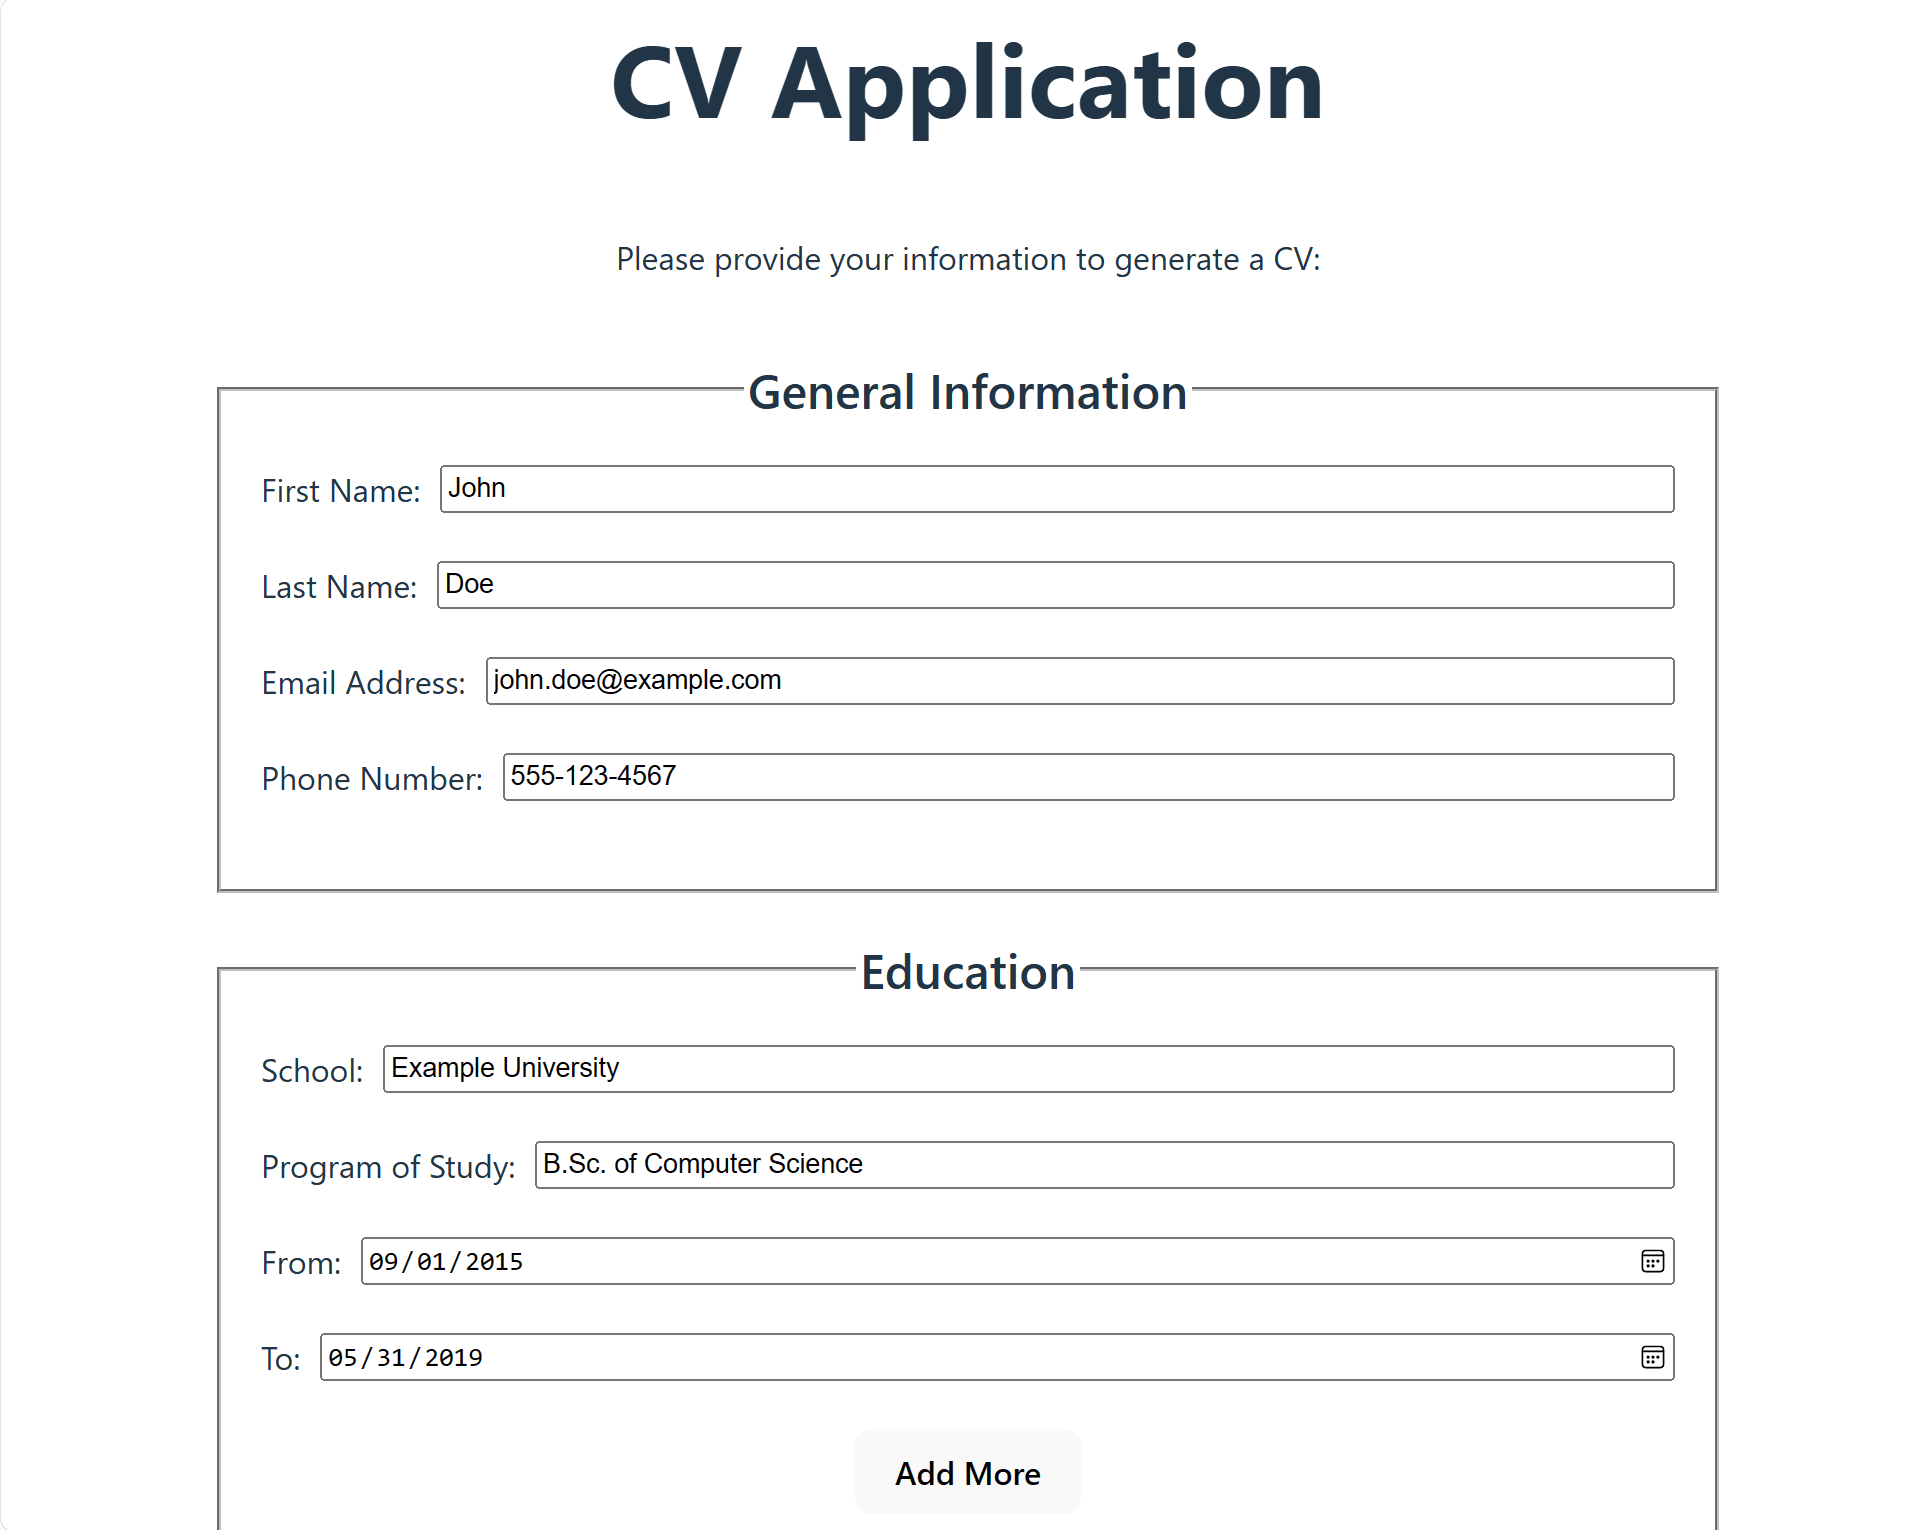 CV Application
Please provide your information to generate a CV:
General Information
First Name: John
Last Name: Doe
Email Address: john.doe@example.com
Phone Number: 555-123-4567
Education
School: Example University
Program of Study: B.Sc. of Computer Science
From: 09/01/2015
To: 05/31/2019
Add More